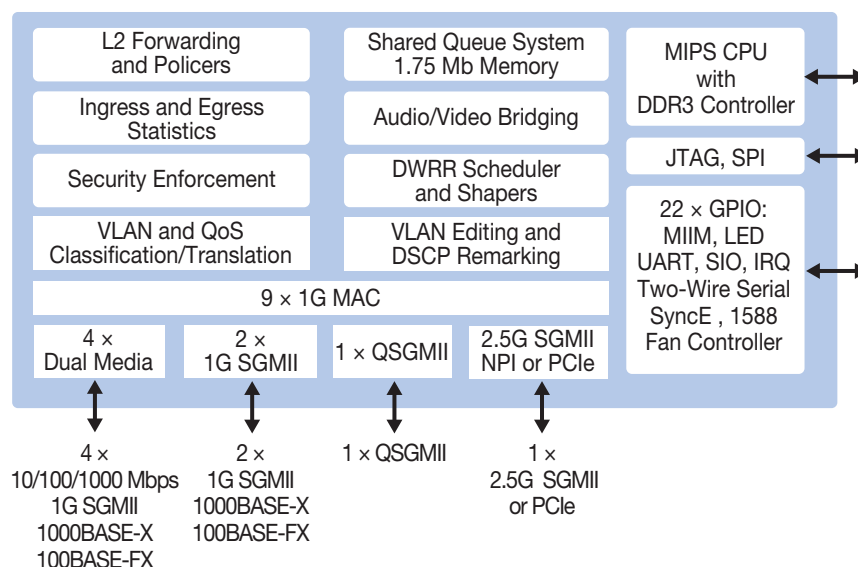 L2 Forwarding
and Policers
Shared Queue System
1.75 Mb Memory
MIPS CPU
with
DDR3 Controller
Ingress and Egress
Statistics
Audio/Video Bridging
JTAG, SPI
Security Enforcement
DWRR Scheduler
and Shapers
22 × GPIO:
MIIM, LED
UART, SIO, IRQ
Two-Wire Serial
SyncE , 1588
Fan Controller
VLAN and QoS
Classification/Translation
VLAN Editing and
DSCP Remarking
9 × 1G MAC
4 ×
Dual Media
2 ×
1G SGMII
1 × QSGMII
2.5G SGMII
NPI or PCIe
4 ×
10/100/1000 Mbps
1G SGMII
1000BASE-X
100BASE-FX
2 ×
1G SGMII
1000BASE-X
100BASE-FX
1 × QSGMII
1 ×
2.5G SGMII
or PCIe